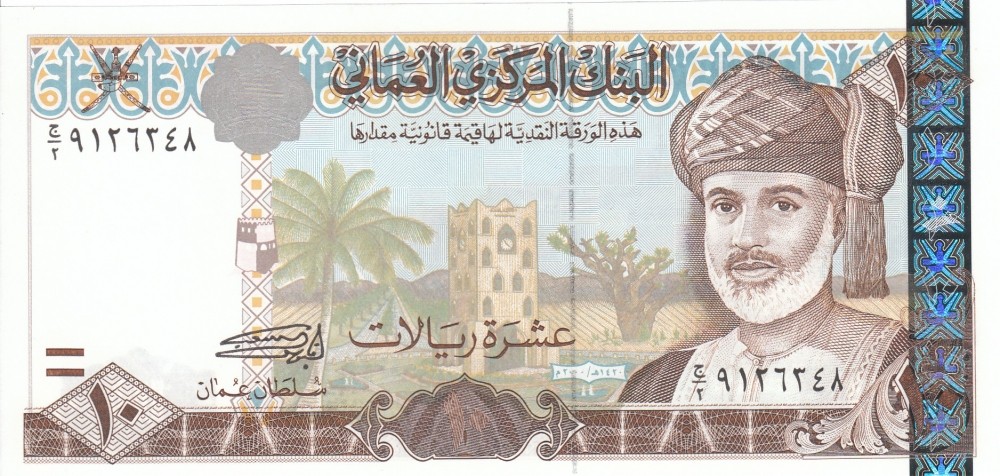 البنك المركزي العماني
هذه الورقة النقدية لها قيمة قانونية مقدارها
ج/٢ ٩١٢٦٣٤٨
عشرة ريالات
١٤٢٠هـ/٢٠٠٠م
سلطان عمان
ج/٢ ٩١٢٦٣٤٨
١٠